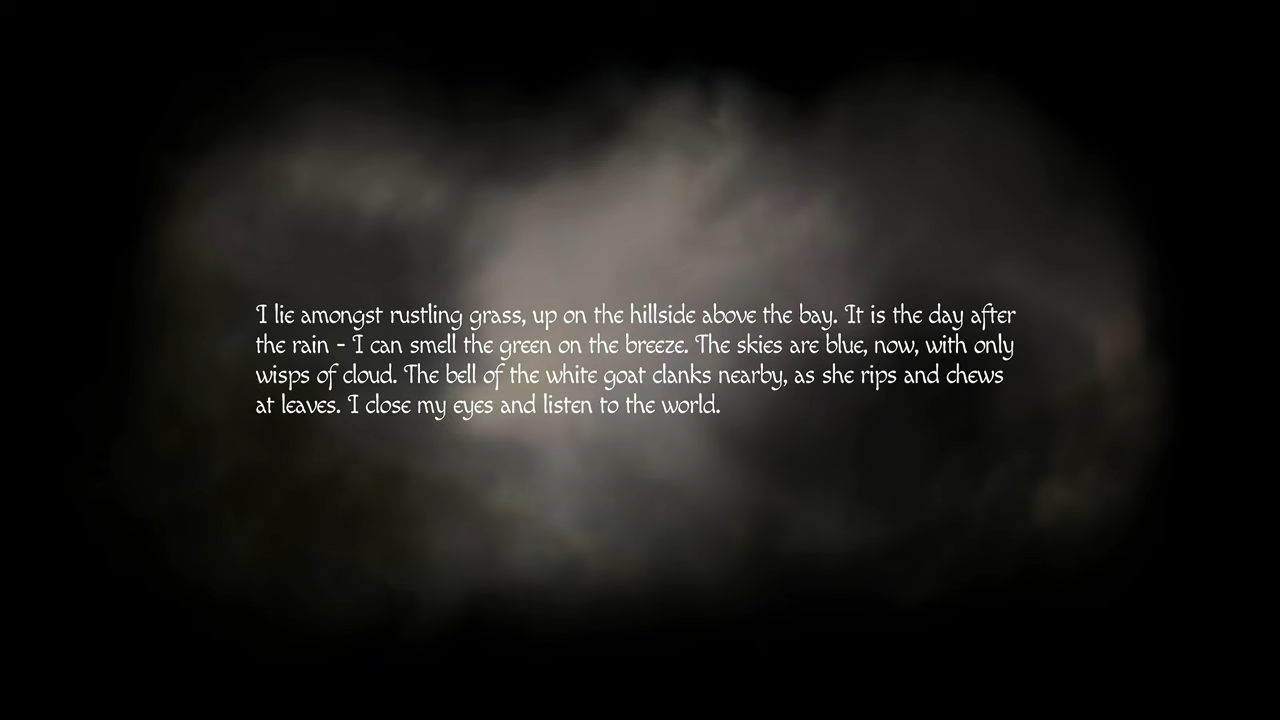 I lie amongst rustling grass, up on the hillside above the bay. It is the day after
the rain - I can smell the green on the breeze. The skies are blue, now, with only
wisps of cloud. The bell of the white goat clanks nearby, as she rips and chews
at leaves. I close my eyes and listen to the world.